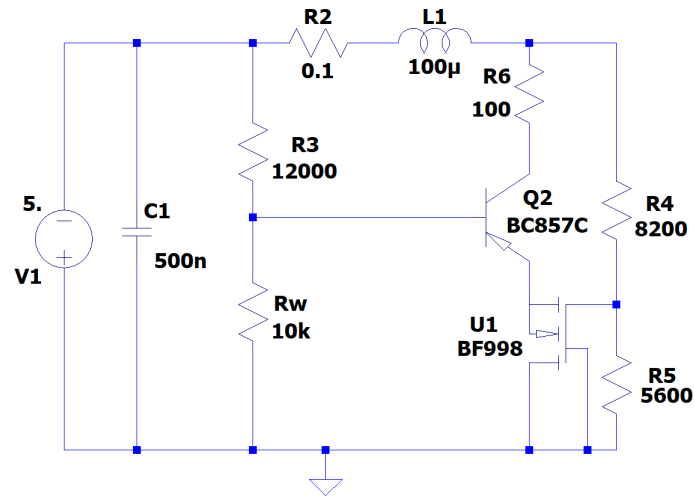 R2
L1
0.1
100µ
R6
100
R3
12000
5.
V1
C1
500n
Q2
BC857C
R4
8200
Rw
10k
U1
BF998
R5
5600